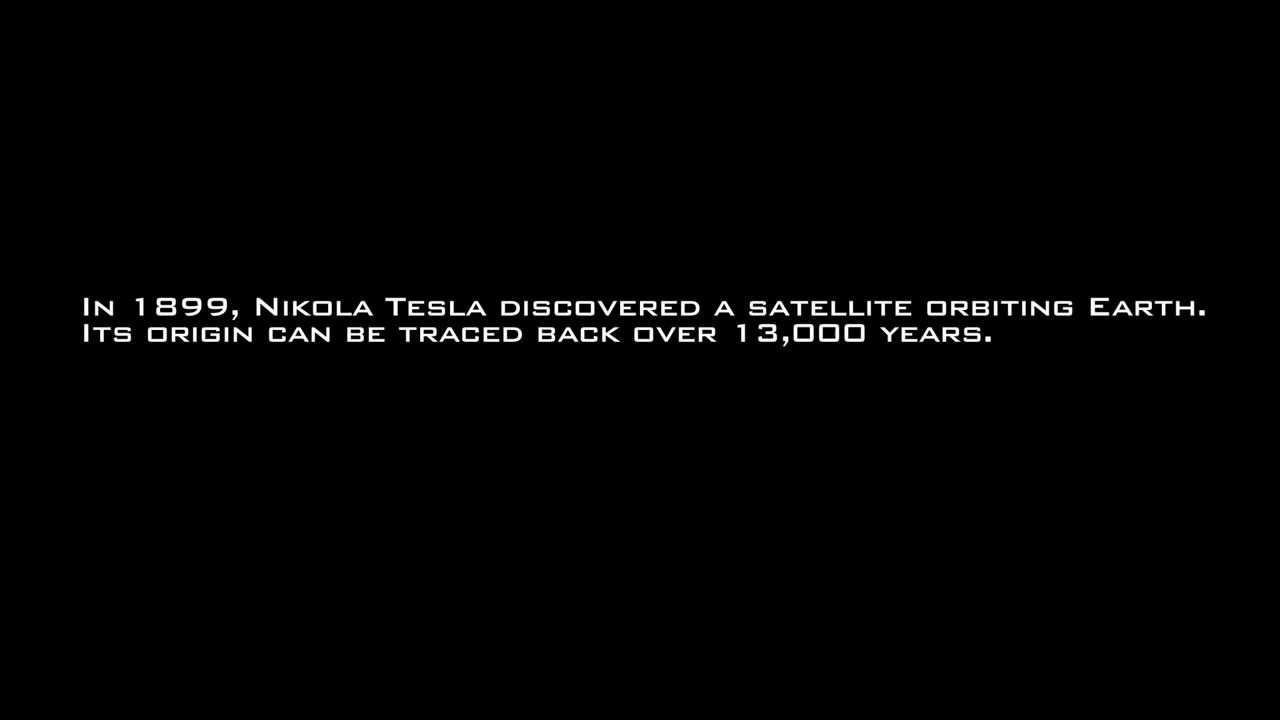 In 1899, Nikola Tesla discovered a satellite orbiting Earth.
Its origin can be traced back over 13,000 years.